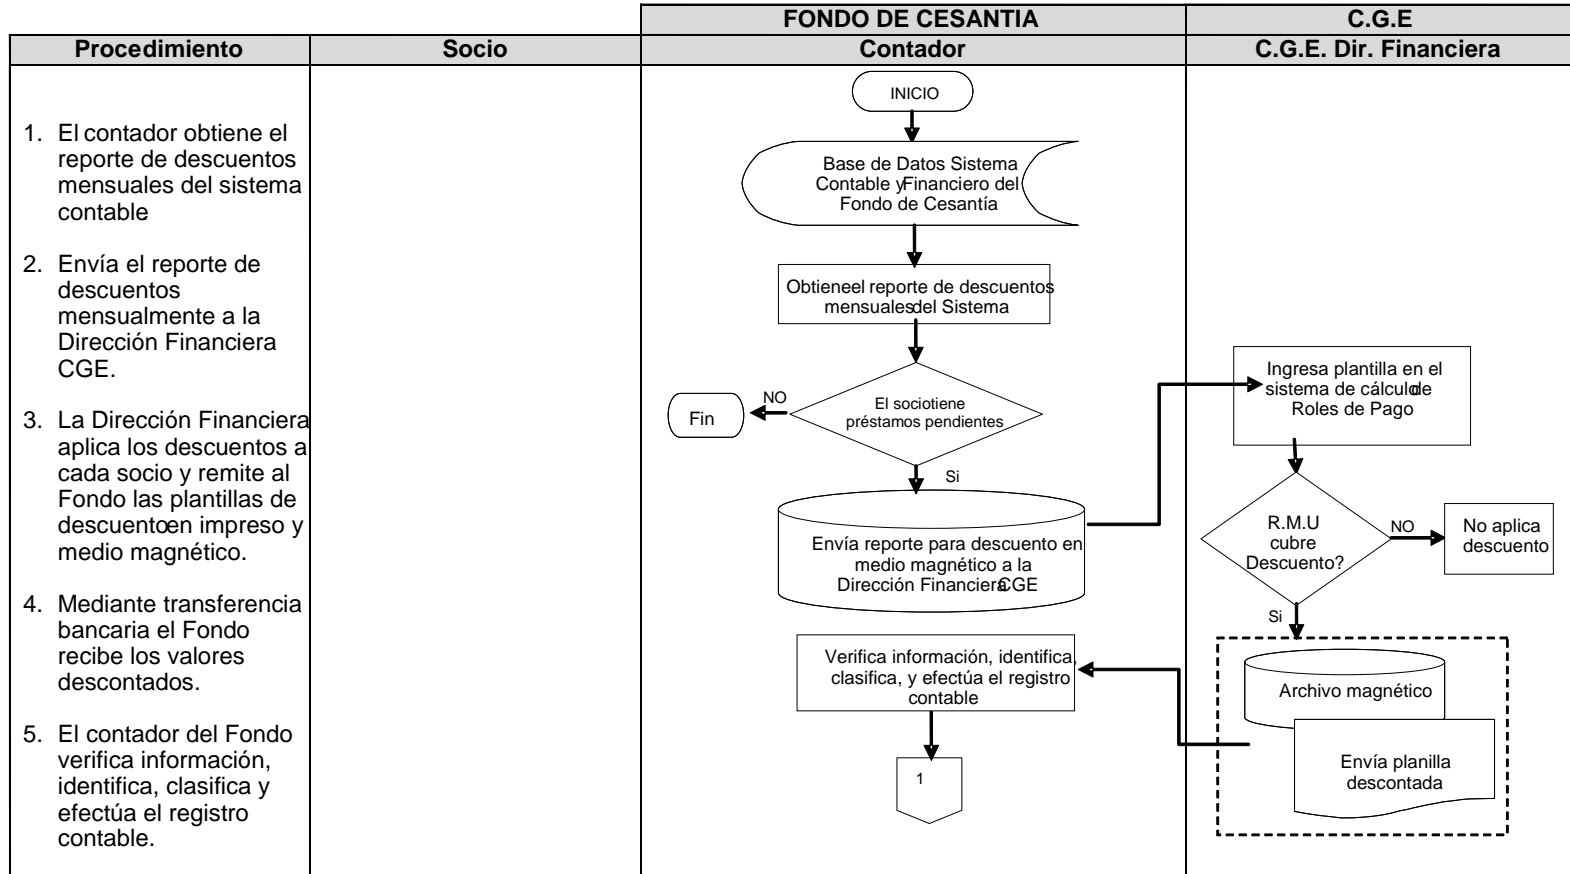 FONDO DE CESANTIA
C.G.E
Procedimiento
Socio
Contador
C.G.E. Dir. Financiera
1. El contador obtiene el
reporte de descuentos
mensuales del sistema
contable
2. Envía el reporte de
descuentos
mensualmente a la
Dirección Financiera
CGE.
3. La Dirección Financiera
aplica los descuentos a
cada socio y remite al
Fondo las plantillas de
descuento en impreso y
medio magnético.
4. Mediante transferencia
bancaria el Fondo
recibe los valores
descontados.
5. El contador del Fondo
verifica información,
identifica, clasifica y
efectúa el registro
contable.
INICIO
Base de Datos Sistema
Contable y Financiero del
Fondo de Cesantía
Obtiene el reporte de descuentos
mensuales del Sistema
El socio tiene
préstamos pendientes
NO
Fin
Si
Envía reporte para descuento en
medio magnético a la
Dirección Financiera CGE
Verifica información, identifica,
clasifica, y efectúa el registro
contable
1
Ingresa plantilla en el
sistema de cálculo de
Roles de Pago
R.M.U
cubre
Descuento?
NO
No aplica
descuento
Si
Archivo magnético
Envía planilla
descontada